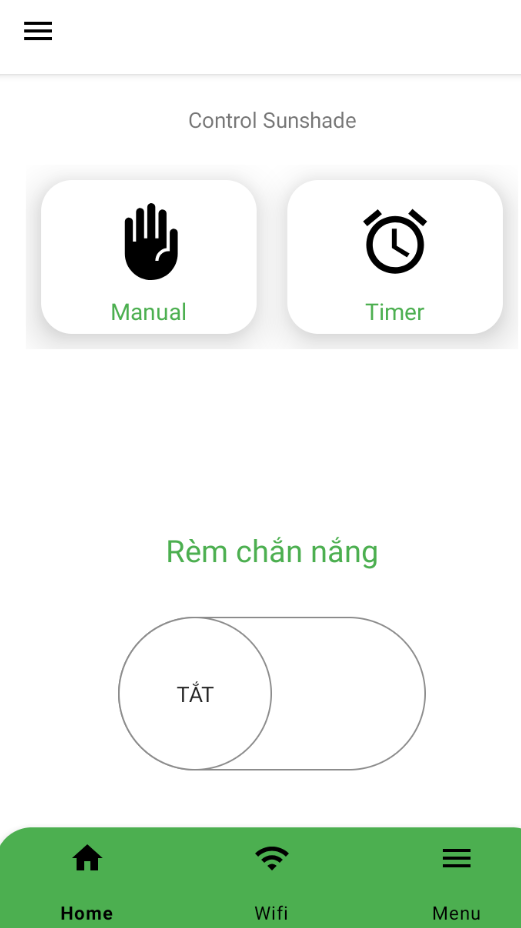 Control Sunshade
Manual
Timer
Rèm chắn nắng
TẮT
Home
Wifi
Menu